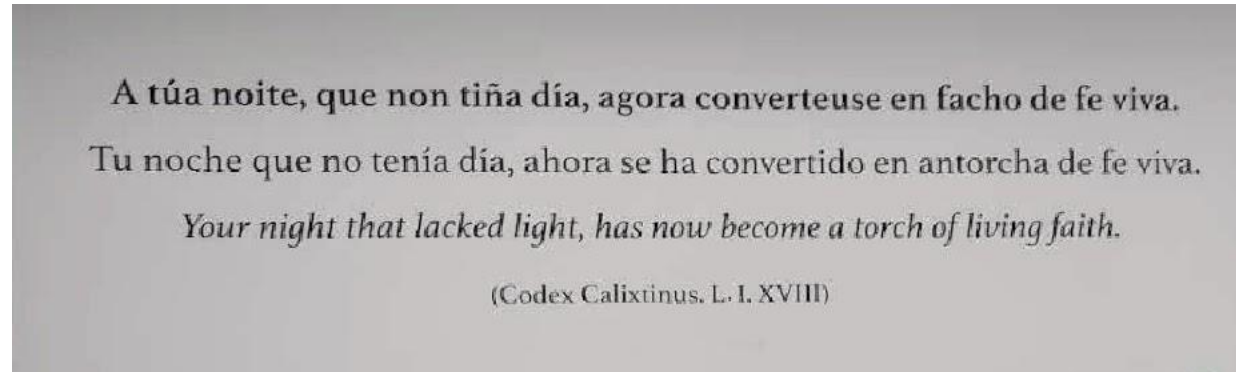 A túa noite, que non tiña día, agora converteuse en facho de fe viva.
Tu noche que no tenía día, ahora se ha convertido en antorcha de fe viva.
Your night that lacked light, has now become a torch of living faith.
(Codex Calixtinus. L. I. XVIII)